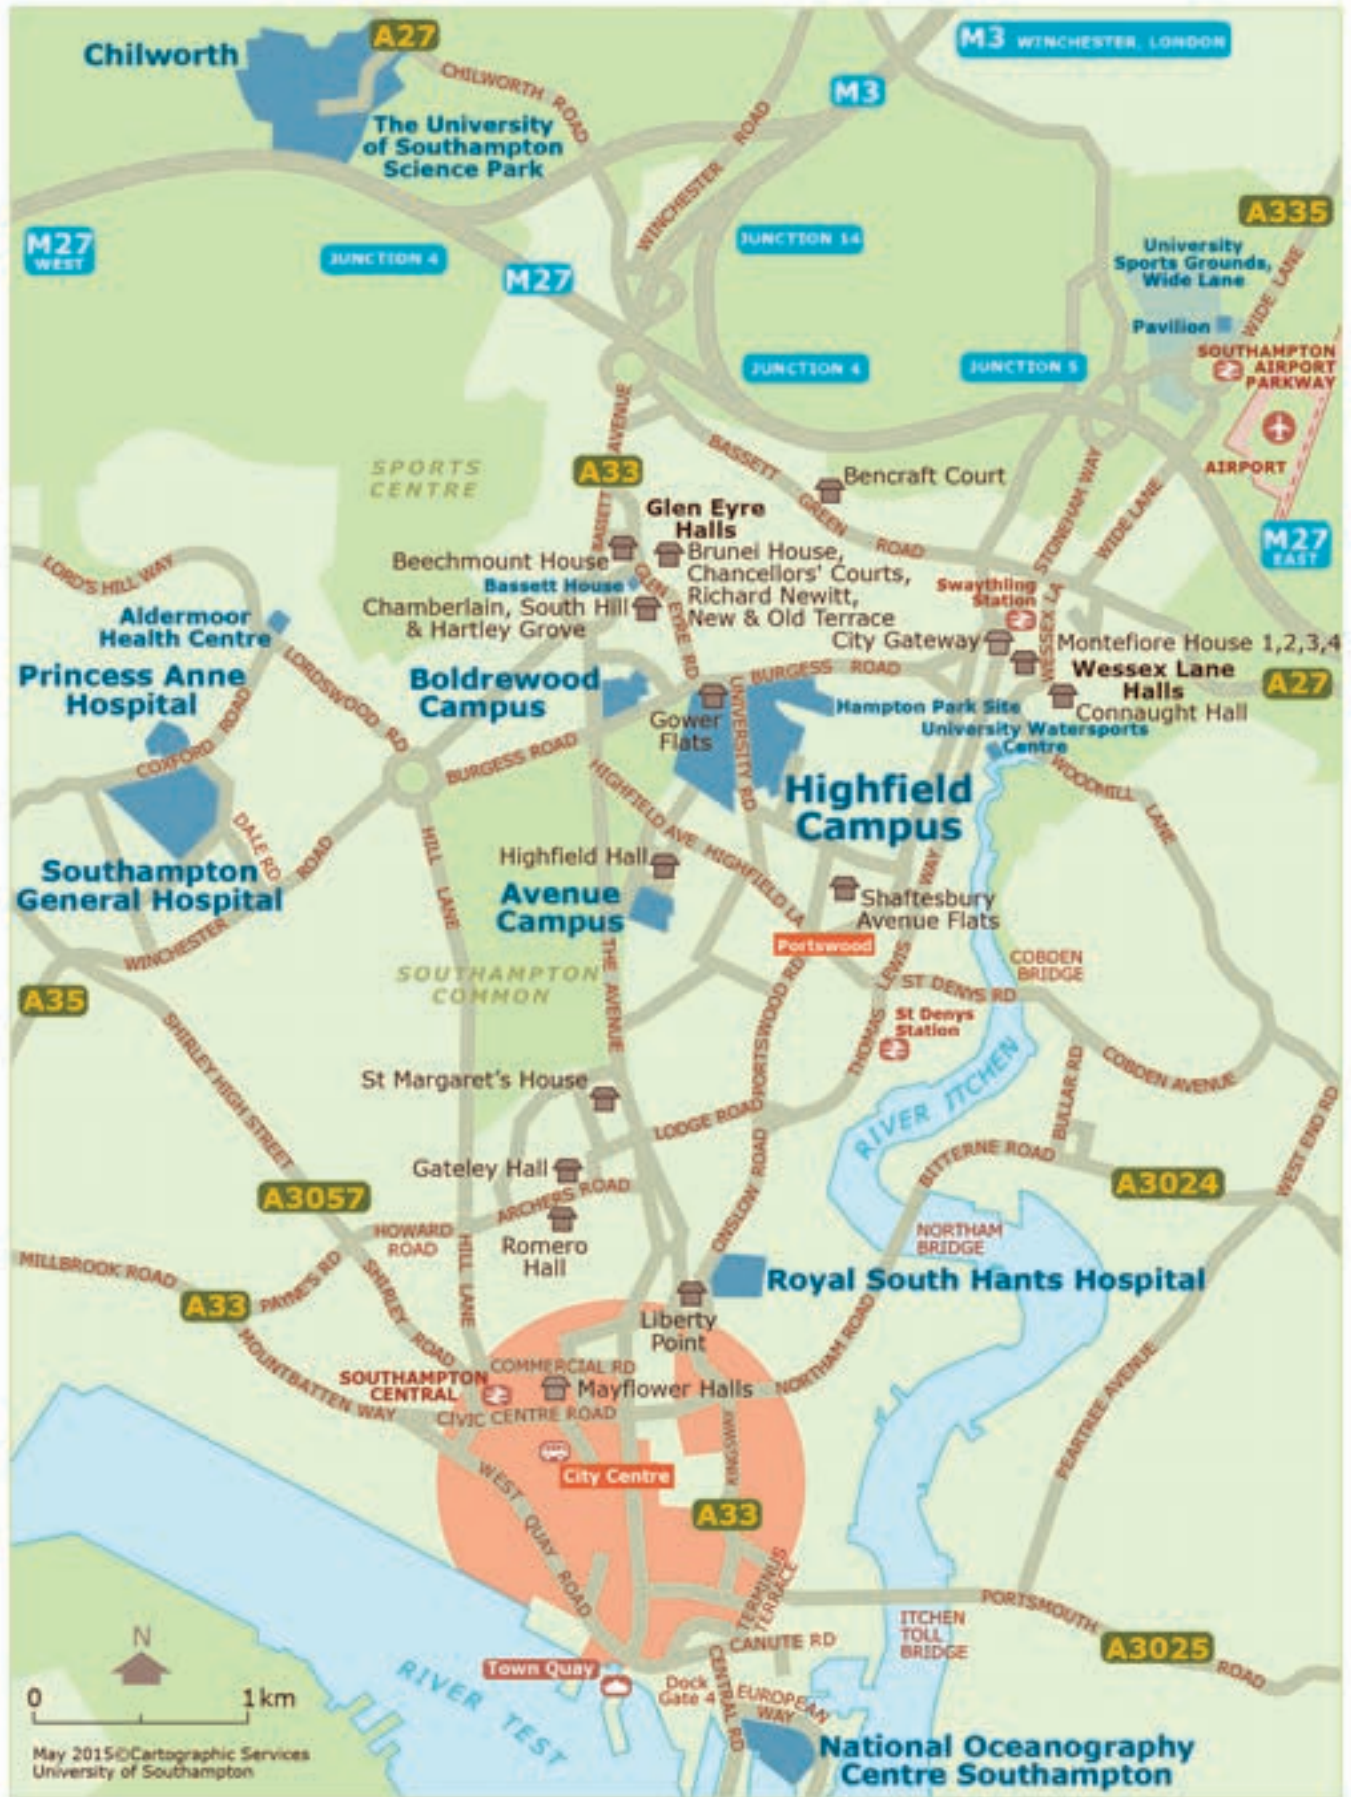 Chilworth
A27
CHILWORTH ROAD
M3 WINCHESTER, LONDON
M3
The University
of Southampton
Science Park
WINCHESTER ROAD
A335
M27
WEST
JUNCTION 4
JUNCTION 14
M27
University
Sports Grounds,
Wide Lane
WIDE LANE
Pavilion
SOUTHAMPTON
AIRPORT
PARKWAY
JUNCTION 4
JUNCTION 5
AIRPORT
SPORTS
CENTRE
A33
BASSETT AVENUE
BASSETT GREEN ROAD
Bencraft Court
STONEHAM WAY
WIDE LANE
M27
EAST
Glen Eyre
Halls
LORD'S HILL WAY
Beechmount House
Bassett House
Chamberlain, South Hill
& Hartley Grove
GLEN EYRE RD
Brunei House,
Chancellors' Courts,
Richard Newitt,
New & Old Terrace
Swaythling
Station
WESSEX LA
City Gateway
Montefiore House 1,2,3,4
Wessex Lane
Halls
Connaught Hall
A27
Aldermoor
Health Centre
Princess Anne
Hospital
LORDSWOOD RD
COXFORD ROAD
Boldrewood
Campus
BURGESS ROAD
Gower
Flats
UNIVERSITY RD
Hampton Park Site
University Watersports
Centre
BURGESS ROAD
WOODMILL LANE
Highfield
Campus
HIGHFIELD AVE
HIGHFIELD LA
DALE RD
Southampton
General Hospital
WINCHESTER ROAD
HILL LANE
Highfield Hall
Avenue
Campus
Shaftesbury
Avenue Flats
Portswood
THE AVENUE
SOUTHAMPTON
COMMON
A35
COBDEN
BRIDGE
ST DENYS RD
St Denys
Station
THOMAS LEWIS WAY
PORTSWOOD RD
SHIRLEY HIGH STREET
St Margaret's House
LODGE ROAD
RIVER ITCHEN
BULLAR RD
COBDEN AVENUE
WEST END RD
BITTERNE ROAD
A3024
Gateley Hall
ARCHERS ROAD
A3057
HOWARD
ROAD
Romero
Hall
ONSLOW ROAD
NORTHAM
BRIDGE
MILLBROOK ROAD
A33
PAYNE'S RD
SHIRLEY ROAD
HILL LANE
Royal South Hants Hospital
Liberty
Point
NORTHAM ROAD
MOUNTBATTEN WAY
SOUTHAMPTON
CENTRAL
COMMERCIAL RD
Mayflower Halls
CIVIC CENTRE ROAD
KINGSWAY
PEARTREE AVENUE
City Centre
WEST QUAY ROAD
A33
TERMINUS
TERRACE
PORTSMOUTH ROAD
ITCHEN
TOLL
BRIDGE
A3025
CANUTE RD
Town Quay
Dock
Gate 4
CENTRAL RD
EUROPEAN
WAY
RIVER TEST
N
0 1km
National Oceanography
Centre Southampton
May 2015©Cartographic Services
University of Southampton